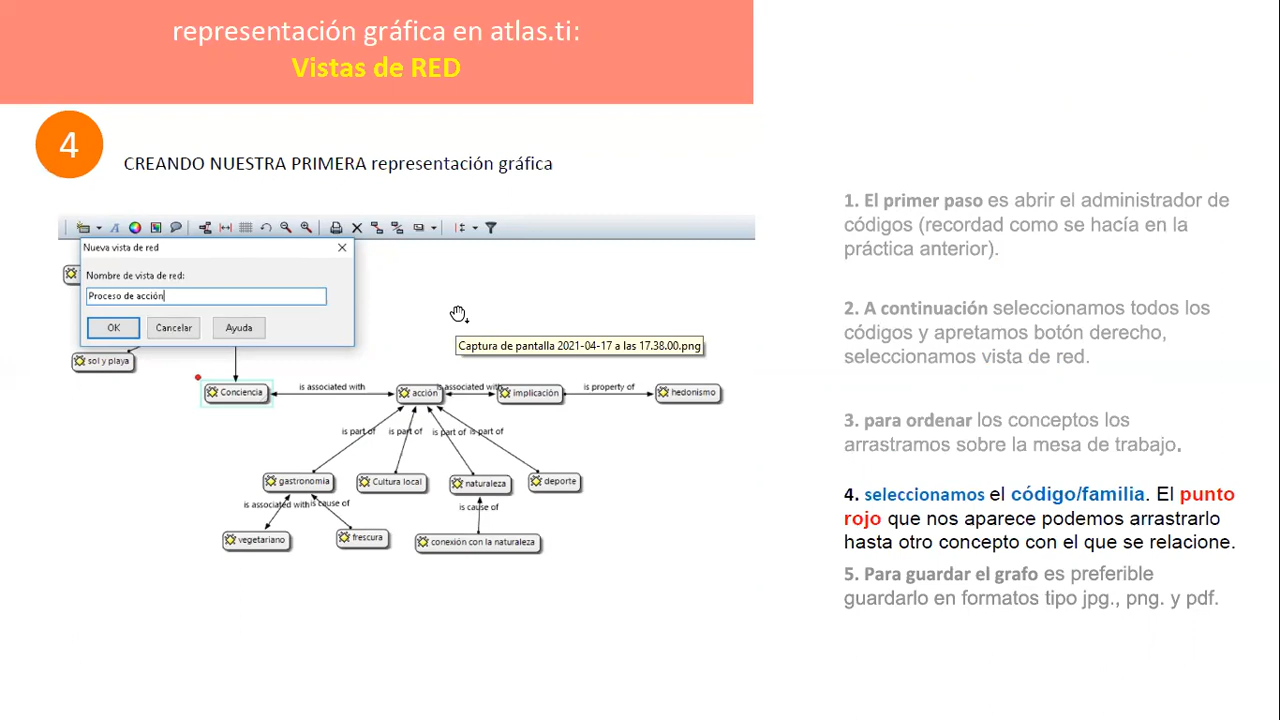 representación gráfica en atlas.ti:
Vistas de RED
4
CREANDO NUESTRA PRIMERA representación gráfica
Nueva vista de red
Nombre de vista de red:
Proceso de acción
OK Cancelar Ayuda
Captura de pantalla 2021-04-17 a las 17.38.00.png
sol y playa
is associated with is associated with is property of
Conciencia acción implicación hedonismo
is part of is part of is part of is part of
gastronomia Cultura local naturaleza deporte
is associated with is cause of is cause of
vegetariano frescura conexión con la naturaleza
1. El primer paso es abrir el administrador de
códigos (recordad como se hacía en la
práctica anterior).
2. A continuación seleccionamos todos los
códigos y apretamos botón derecho,
seleccionamos vista de red.
3. para ordenar los conceptos los
arrastramos sobre la mesa de trabajo.
4. seleccionamos el código/familia. El punto
rojo que nos aparece podemos arrastrarlo
hasta otro concepto con el que se relacione.
5. Para guardar el grafo es preferible
guardarlo en formatos tipo jpg., png. y pdf.